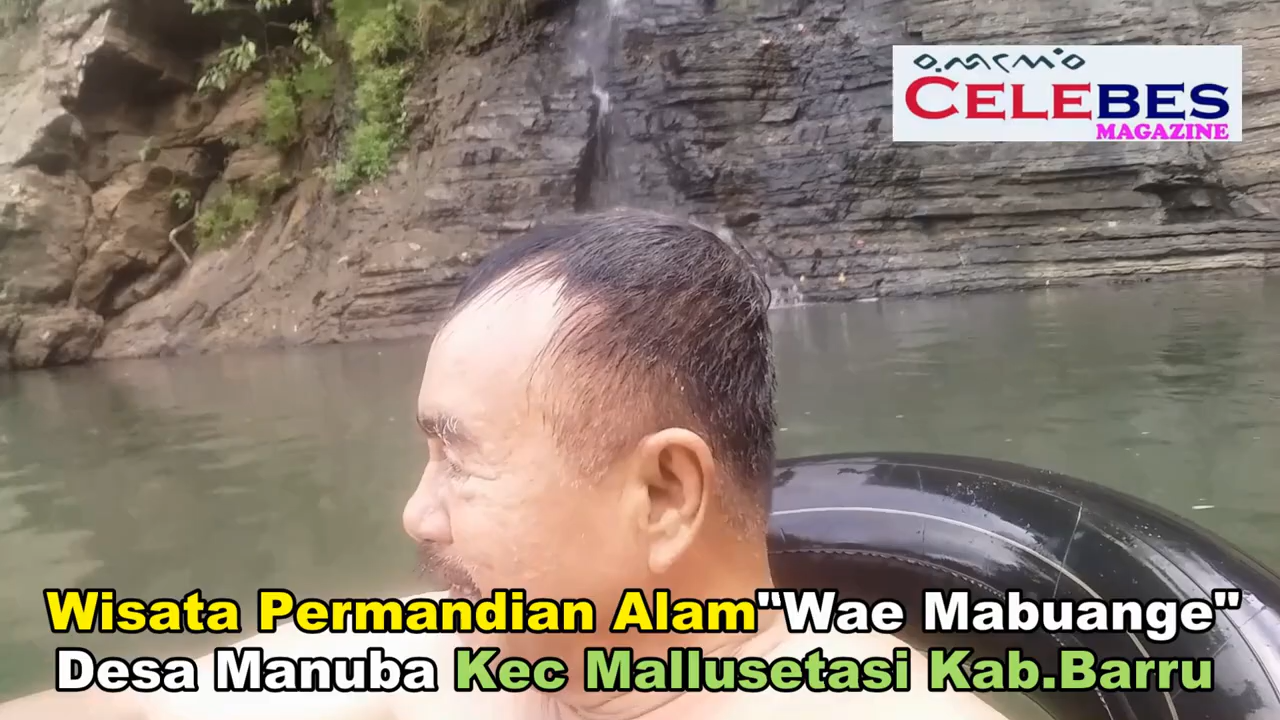 CELEBES
MAGAZINE
Wisata Permandian Alam"Wae Mabuange"
Desa Manuba Kec Mallusetasi Kab.Barru